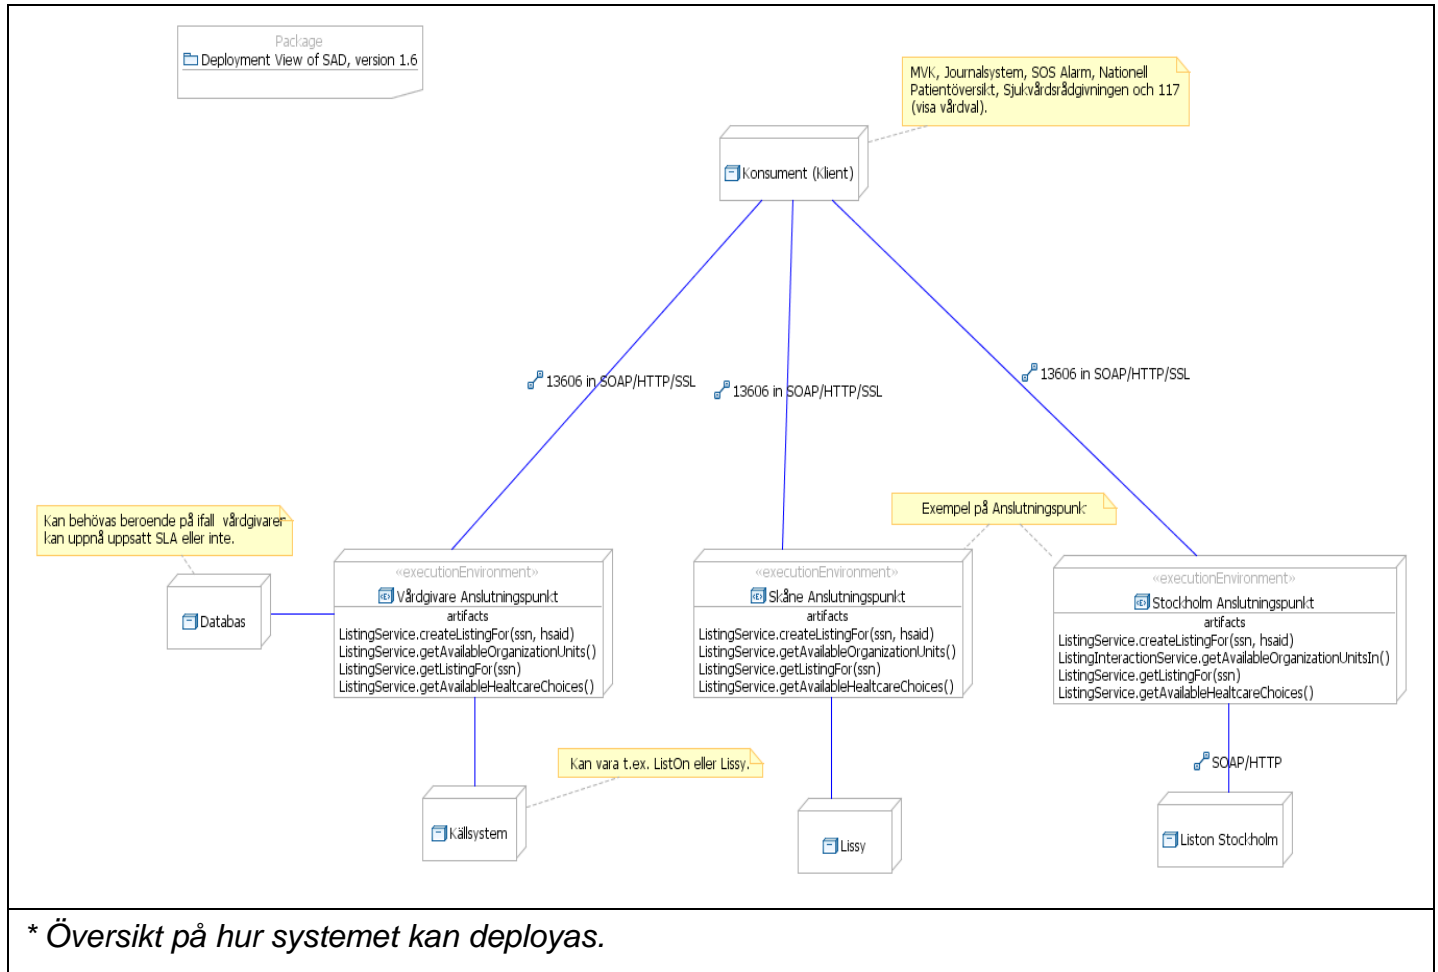 Package
Deployment View of SAD, version 1.6
MVK, Journalsystem, SOS Alarm, Nationell
Patientöversikt, Sjukvårdsrådgivningen och 117
(visa vårdval).
Konsument (Klient)
13606 in SOAP/HTTP/SSL
13606 in SOAP/HTTP/SSL
13606 in SOAP/HTTP/SSL
Kan behövas beroende på ifall vårdgivaren
kan uppnå uppsatt SLA eller inte.
Exempel på Anslutningspunk
Databas
«executionEnvironment»
Vårdgivare Anslutningspunkt
artifacts
ListingService.createListingFor(ssn, hsaid)
ListingService.getAvailableOrganizationUnits()
ListingService.getListingFor(ssn)
ListingService.getAvailableHealtcareChoices()
«executionEnvironment»
Skåne Anslutningspunkt
artifacts
ListingService.createListingFor(ssn, hsaid)
ListingService.getAvailableOrganizationUnits()
ListingService.getListingFor(ssn)
ListingService.getAvailableHealtcareChoices()
«executionEnvironment»
Stockholm Anslutningspunkt
artifacts
ListingService.createListingFor(ssn, hsaid)
ListingInteractionService.getAvailableOrganizationUnitsIn()
ListingService.getListingFor(ssn)
ListingService.getAvailableHealtcareChoices()
Kan vara t.ex. ListOn eller Lissy.
SOAP/HTTP
Källsystem
Lissy
Liston Stockholm
* Översikt på hur systemet kan deployas.